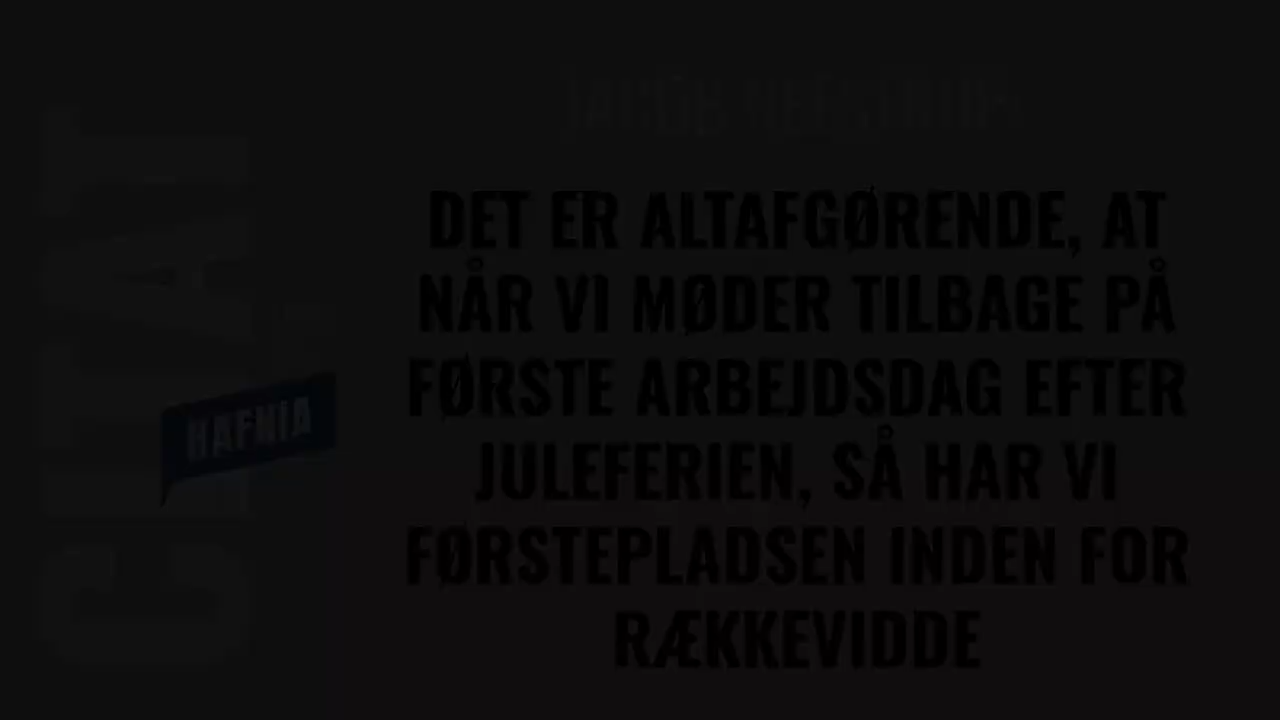 CITAT
HAFNIA
DET ER ALTAFGØRENDE, AT
NÅR VI MØDER TILBAGE PÅ
FØRSTE ARBEJDSDAG EFTER
JULEFERIEN, SÅ HAR VI
FØRSTEPLADSEN INDEN FOR
RÆKKEVIDDE